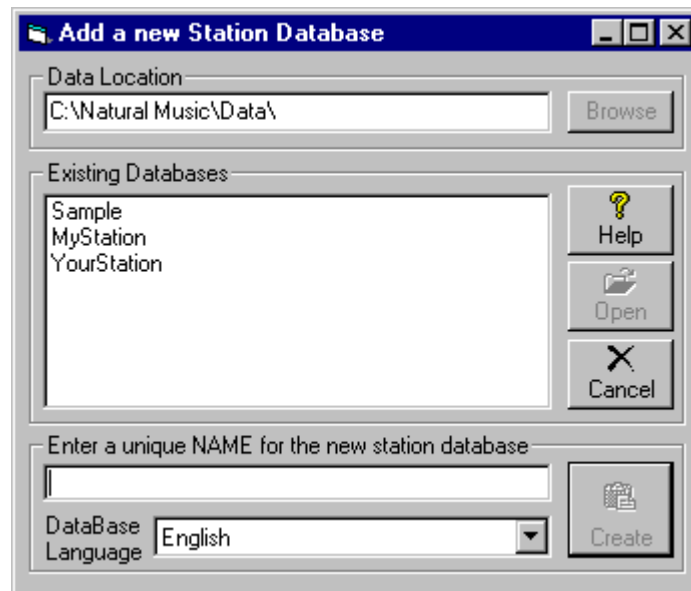 Add a new Station Database
Data Location
C:\Natural Music\Data\
Browse
Existing Databases
Sample
MyStation
YourStation
Help
Open
Cancel
Enter a unique NAME for the new station database
DataBase
Language
English
Create